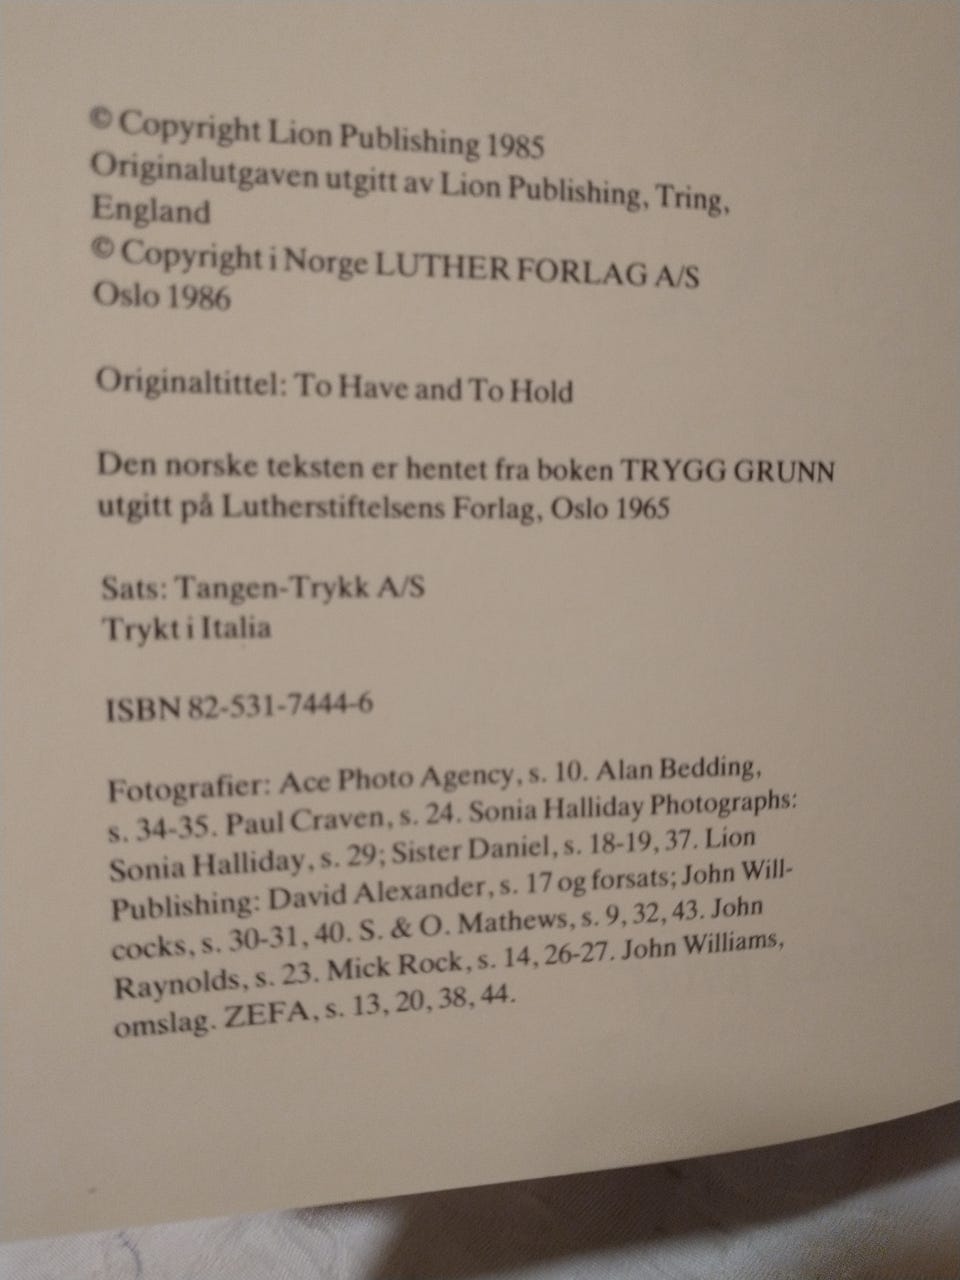 © Copyright Lion Publishing 1985
Originalutgaven utgitt av Lion Publishing, Tring,
England
© Copyright i Norge LUTHER FORLAG A/S
Oslo 1986
Originaltittel: To Have and To Hold
Den norske teksten er hentet fra boken TRYGG GRUNN
utgitt på Lutherstiftelsens Forlag, Oslo 1965
Sats: Tangen-Trykk A/S
Trykt i Italia
ISBN 82-531-7444-6
Fotografier: Ace Photo Agency, s. 10. Alan Bedding,
s. 34-35. Paul Craven, s. 24. Sonia Halliday Photographs:
Sonia Halliday, s. 29; Sister Daniel, s. 18-19, 37. Lion
Publishing: David Alexander, s. 17 og forsats; John Will-
cocks, s. 30-31, 40. S. & O. Mathews, s. 9, 32, 43. John
Raynolds, s. 23. Mick Rock, s. 14, 26-27. John Williams,
omslag. ZEFA, s. 13, 20, 38, 44.